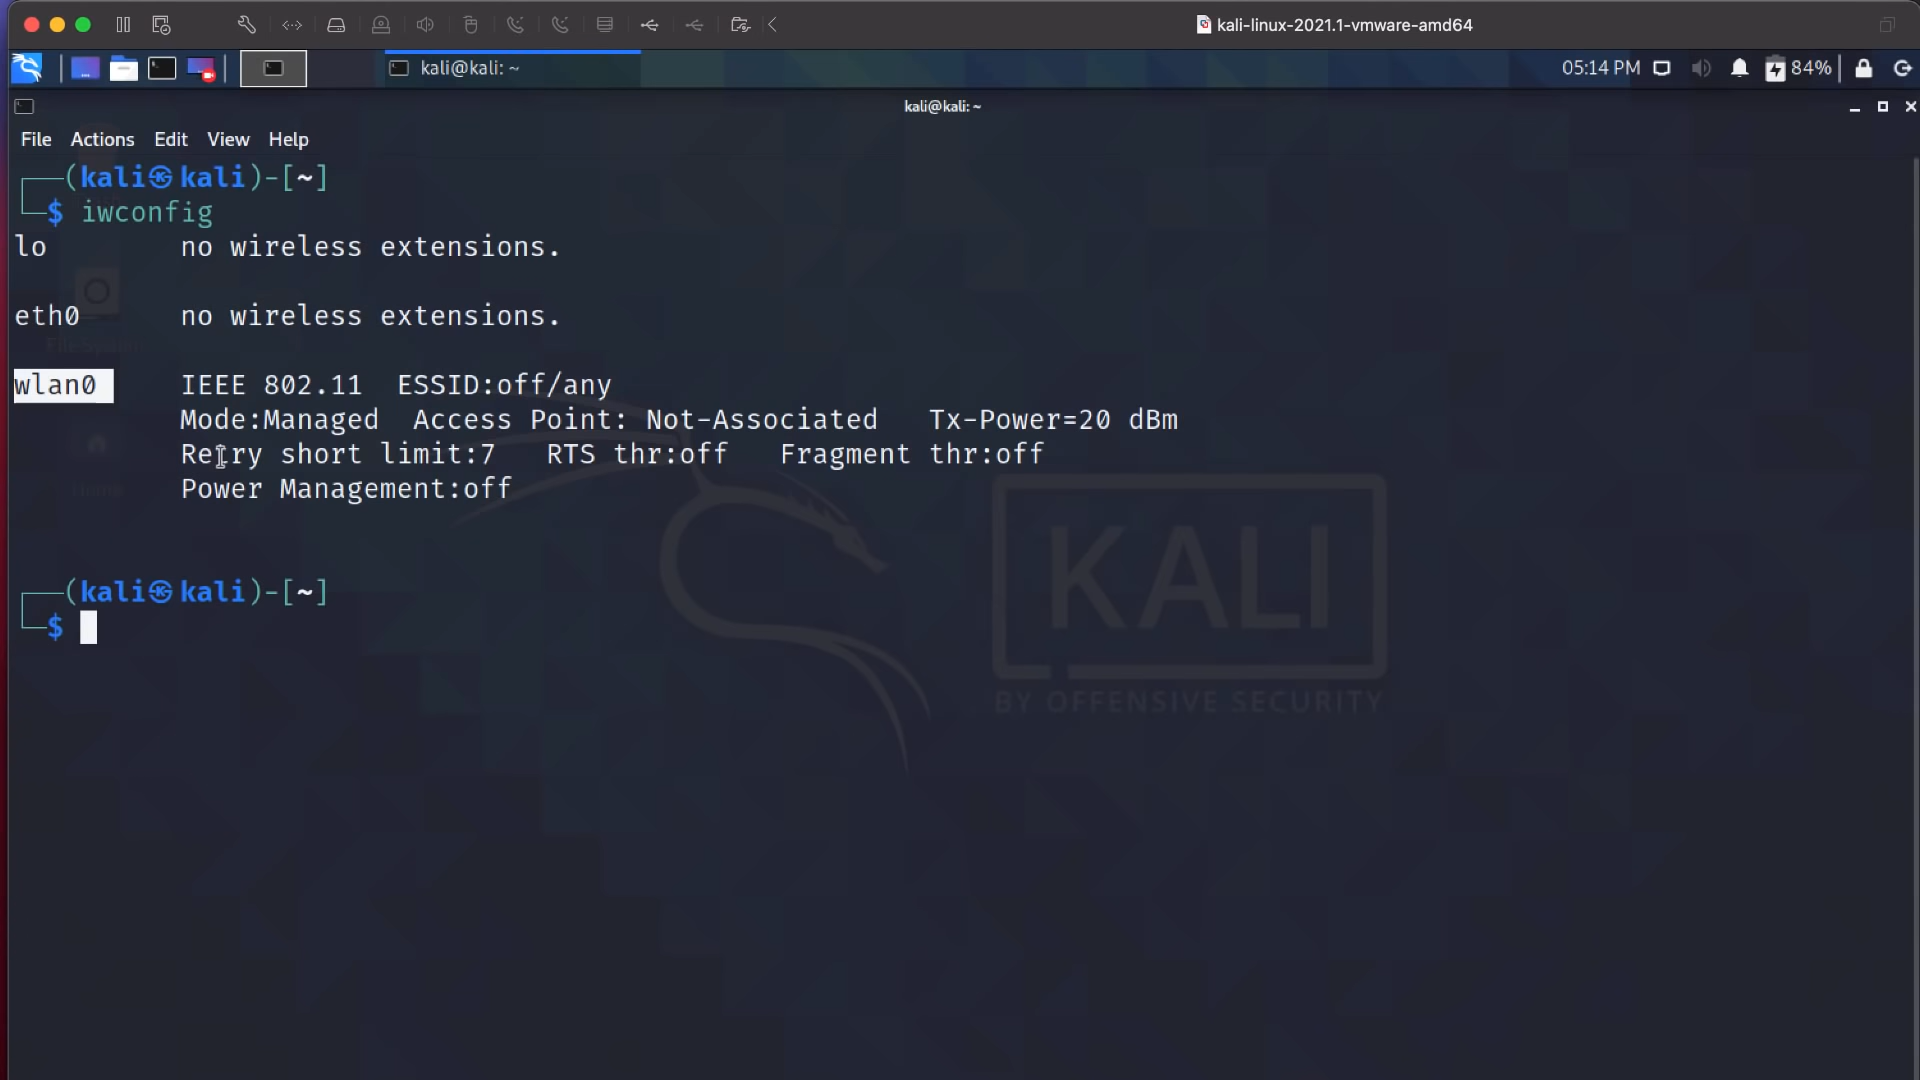 kali-linux-2021.1-vmware-amd64
kali@kali: ~
05:14 PM
84%
kali@kali: ~
File Actions Edit View Help
┌──(kali㉿kali)-[~]
└─$ iwconfig
lo        no wireless extensions.
eth0      no wireless extensions.
wlan0     IEEE 802.11  ESSID:off/any
Mode:Managed  Access Point: Not-Associated   Tx-Power=20 dBm
Retry short limit:7   RTS thr:off   Fragment thr:off
Power Management:off
┌──(kali㉿kali)-[~]
└─$
File System
Home
KALI
BY OFFENSIVE SECURITY